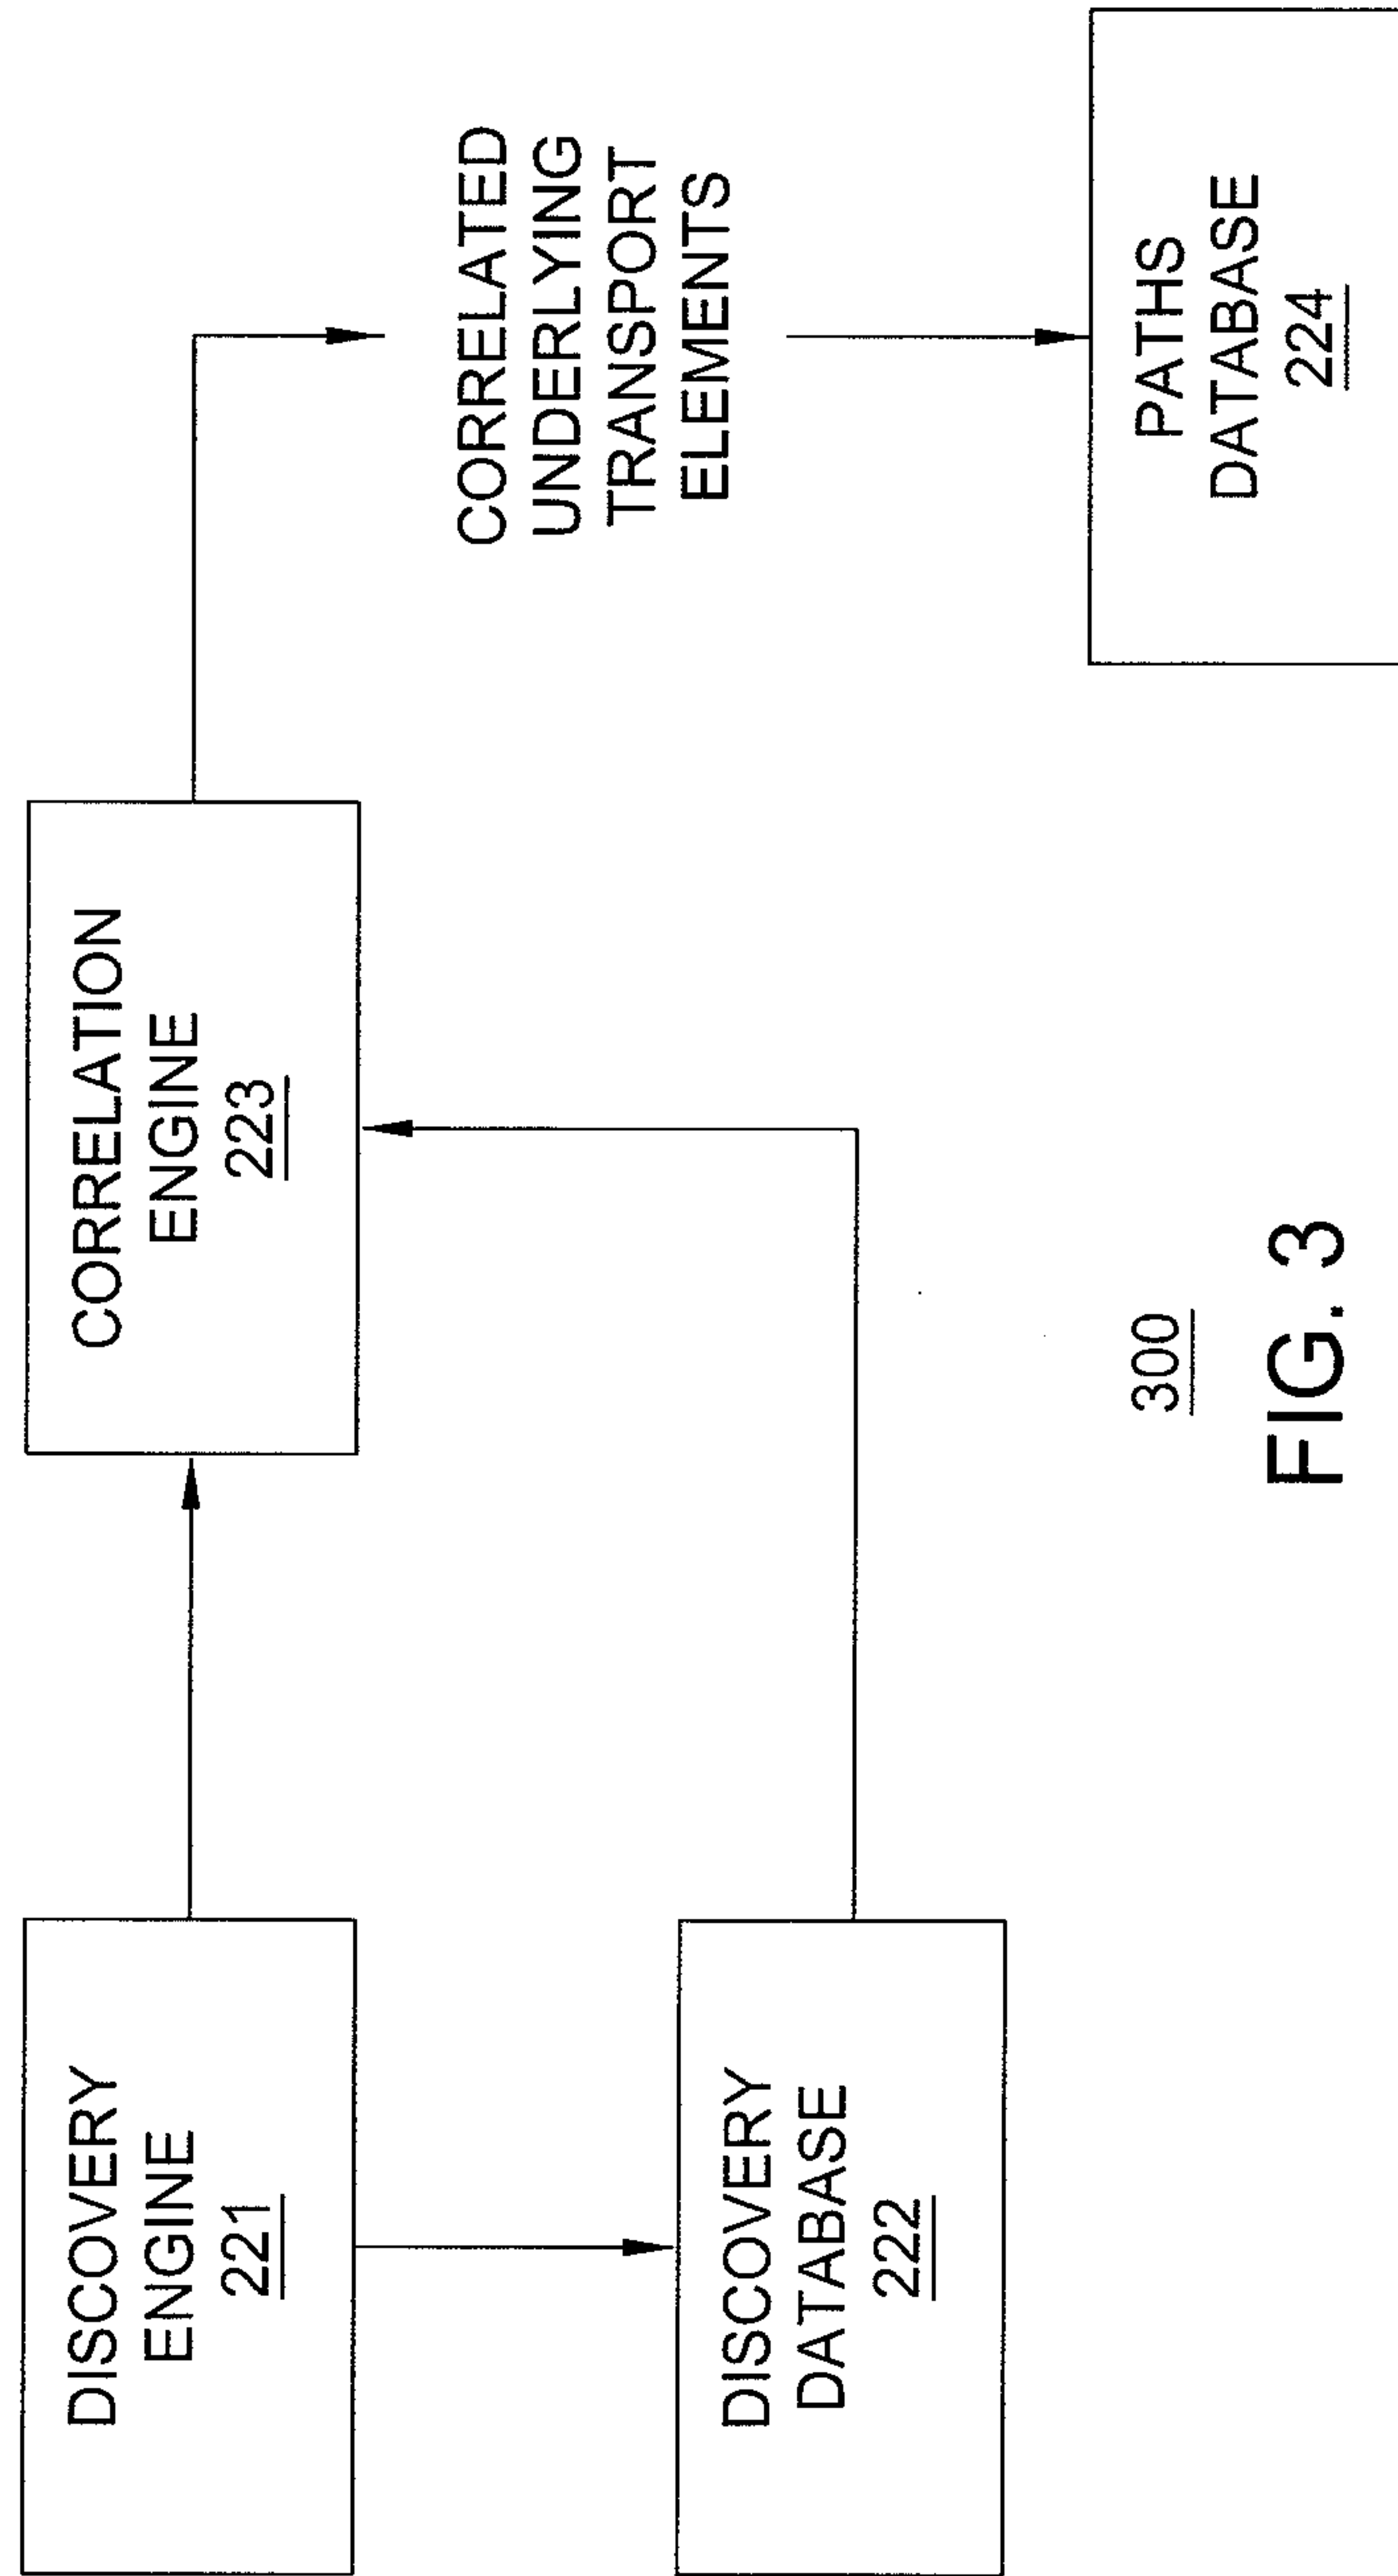 DISCOVERY
ENGINE
221
CORRELATION
ENGINE
223
CORRELATED
UNDERLYING
TRANSPORT
ELEMENTS
DISCOVERY
DATABASE
222
PATHS
DATABASE
224
300
FIG. 3